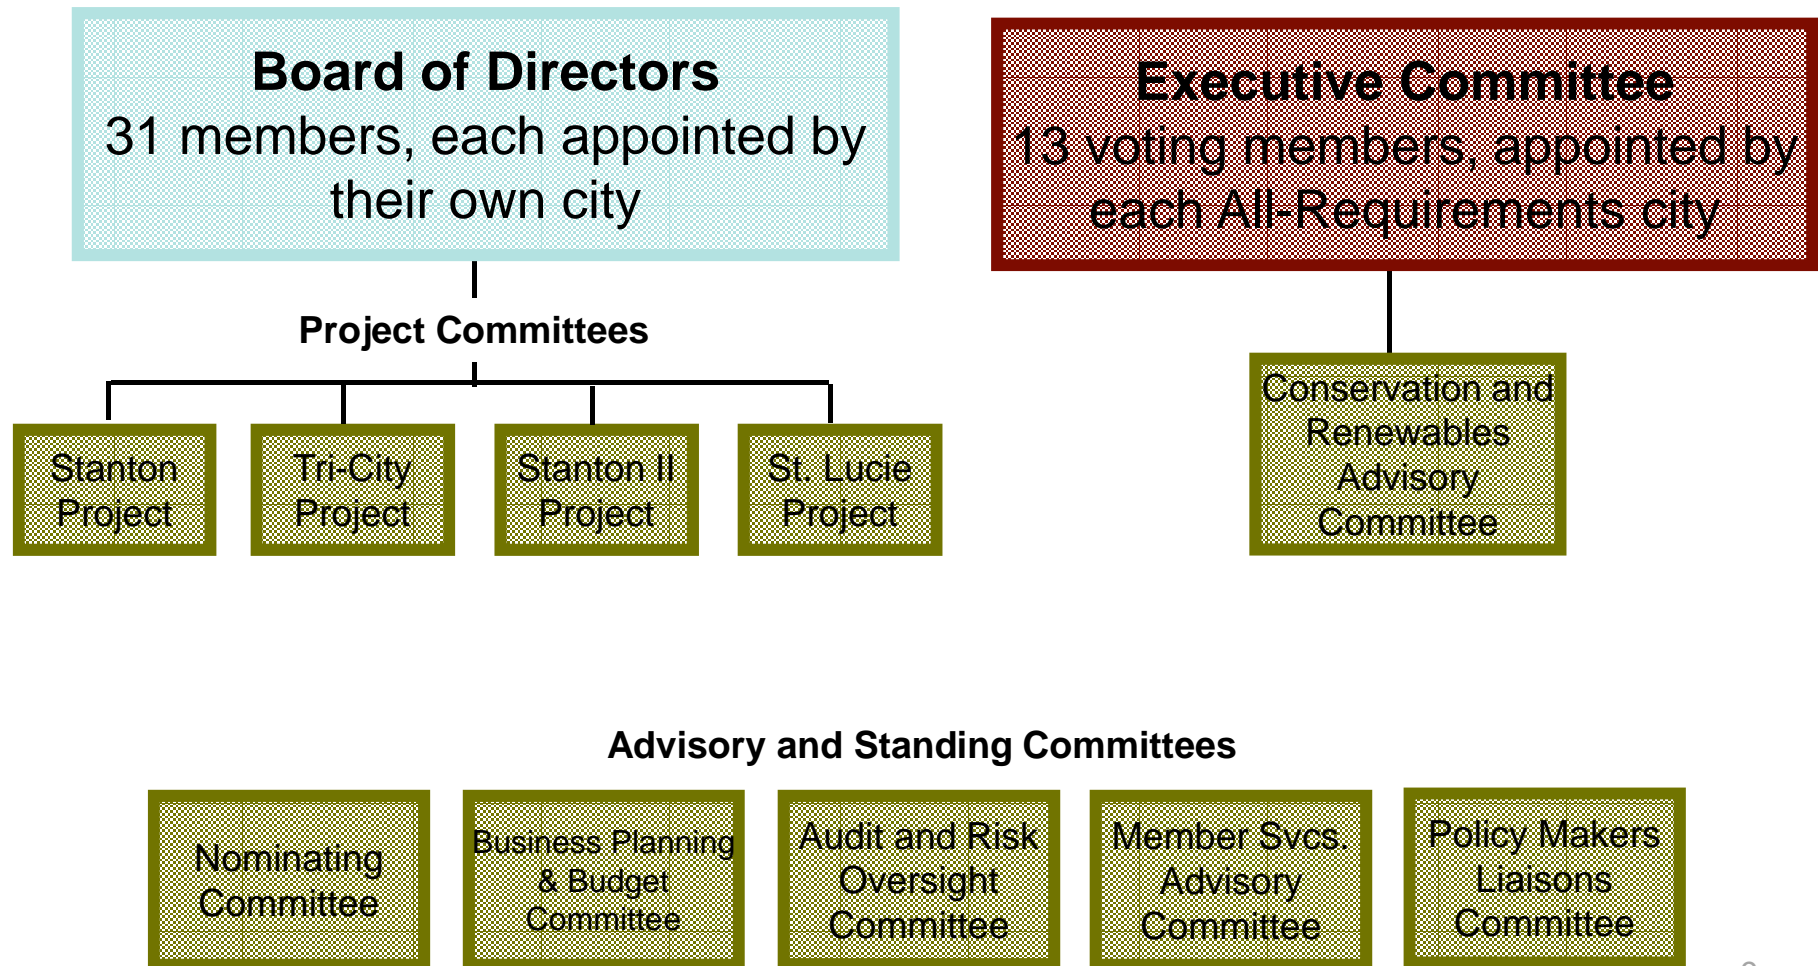 Board of Directors
31 members, each appointed by
their own city
Executive Committee
13 voting members, appointed by
each All-Requirements city
Project Committees
Stanton
Project
Tri-City
Project
Stanton II
Project
St. Lucie
Project
Conservation and
Renewables
Advisory
Committee
Advisory and Standing Committees
Nominating
Committee
Business Planning
& Budget
Committee
Audit and Risk
Oversight
Committee
Member Svcs.
Advisory
Committee
Policy Makers
Liaisons
Committee